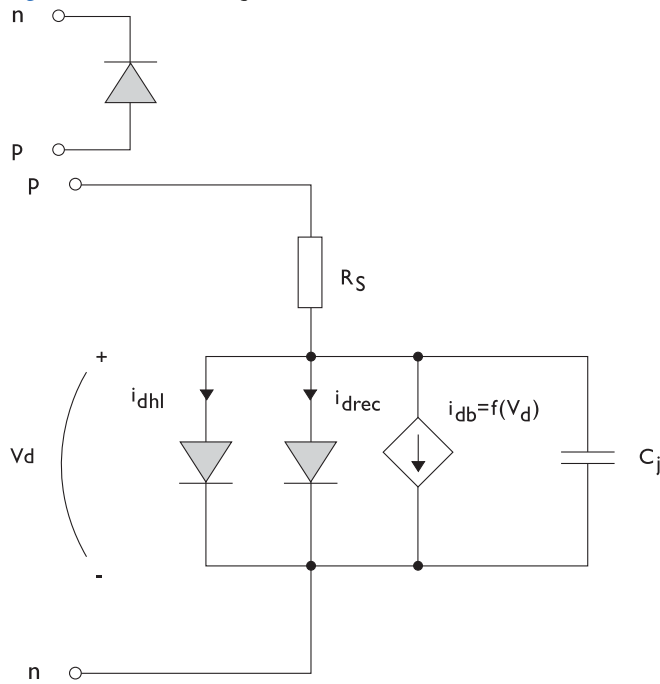 n
p
p
R_S
+
i_dhl
i_drec
i_db=f(V_d)
Vd
C_j
-
n